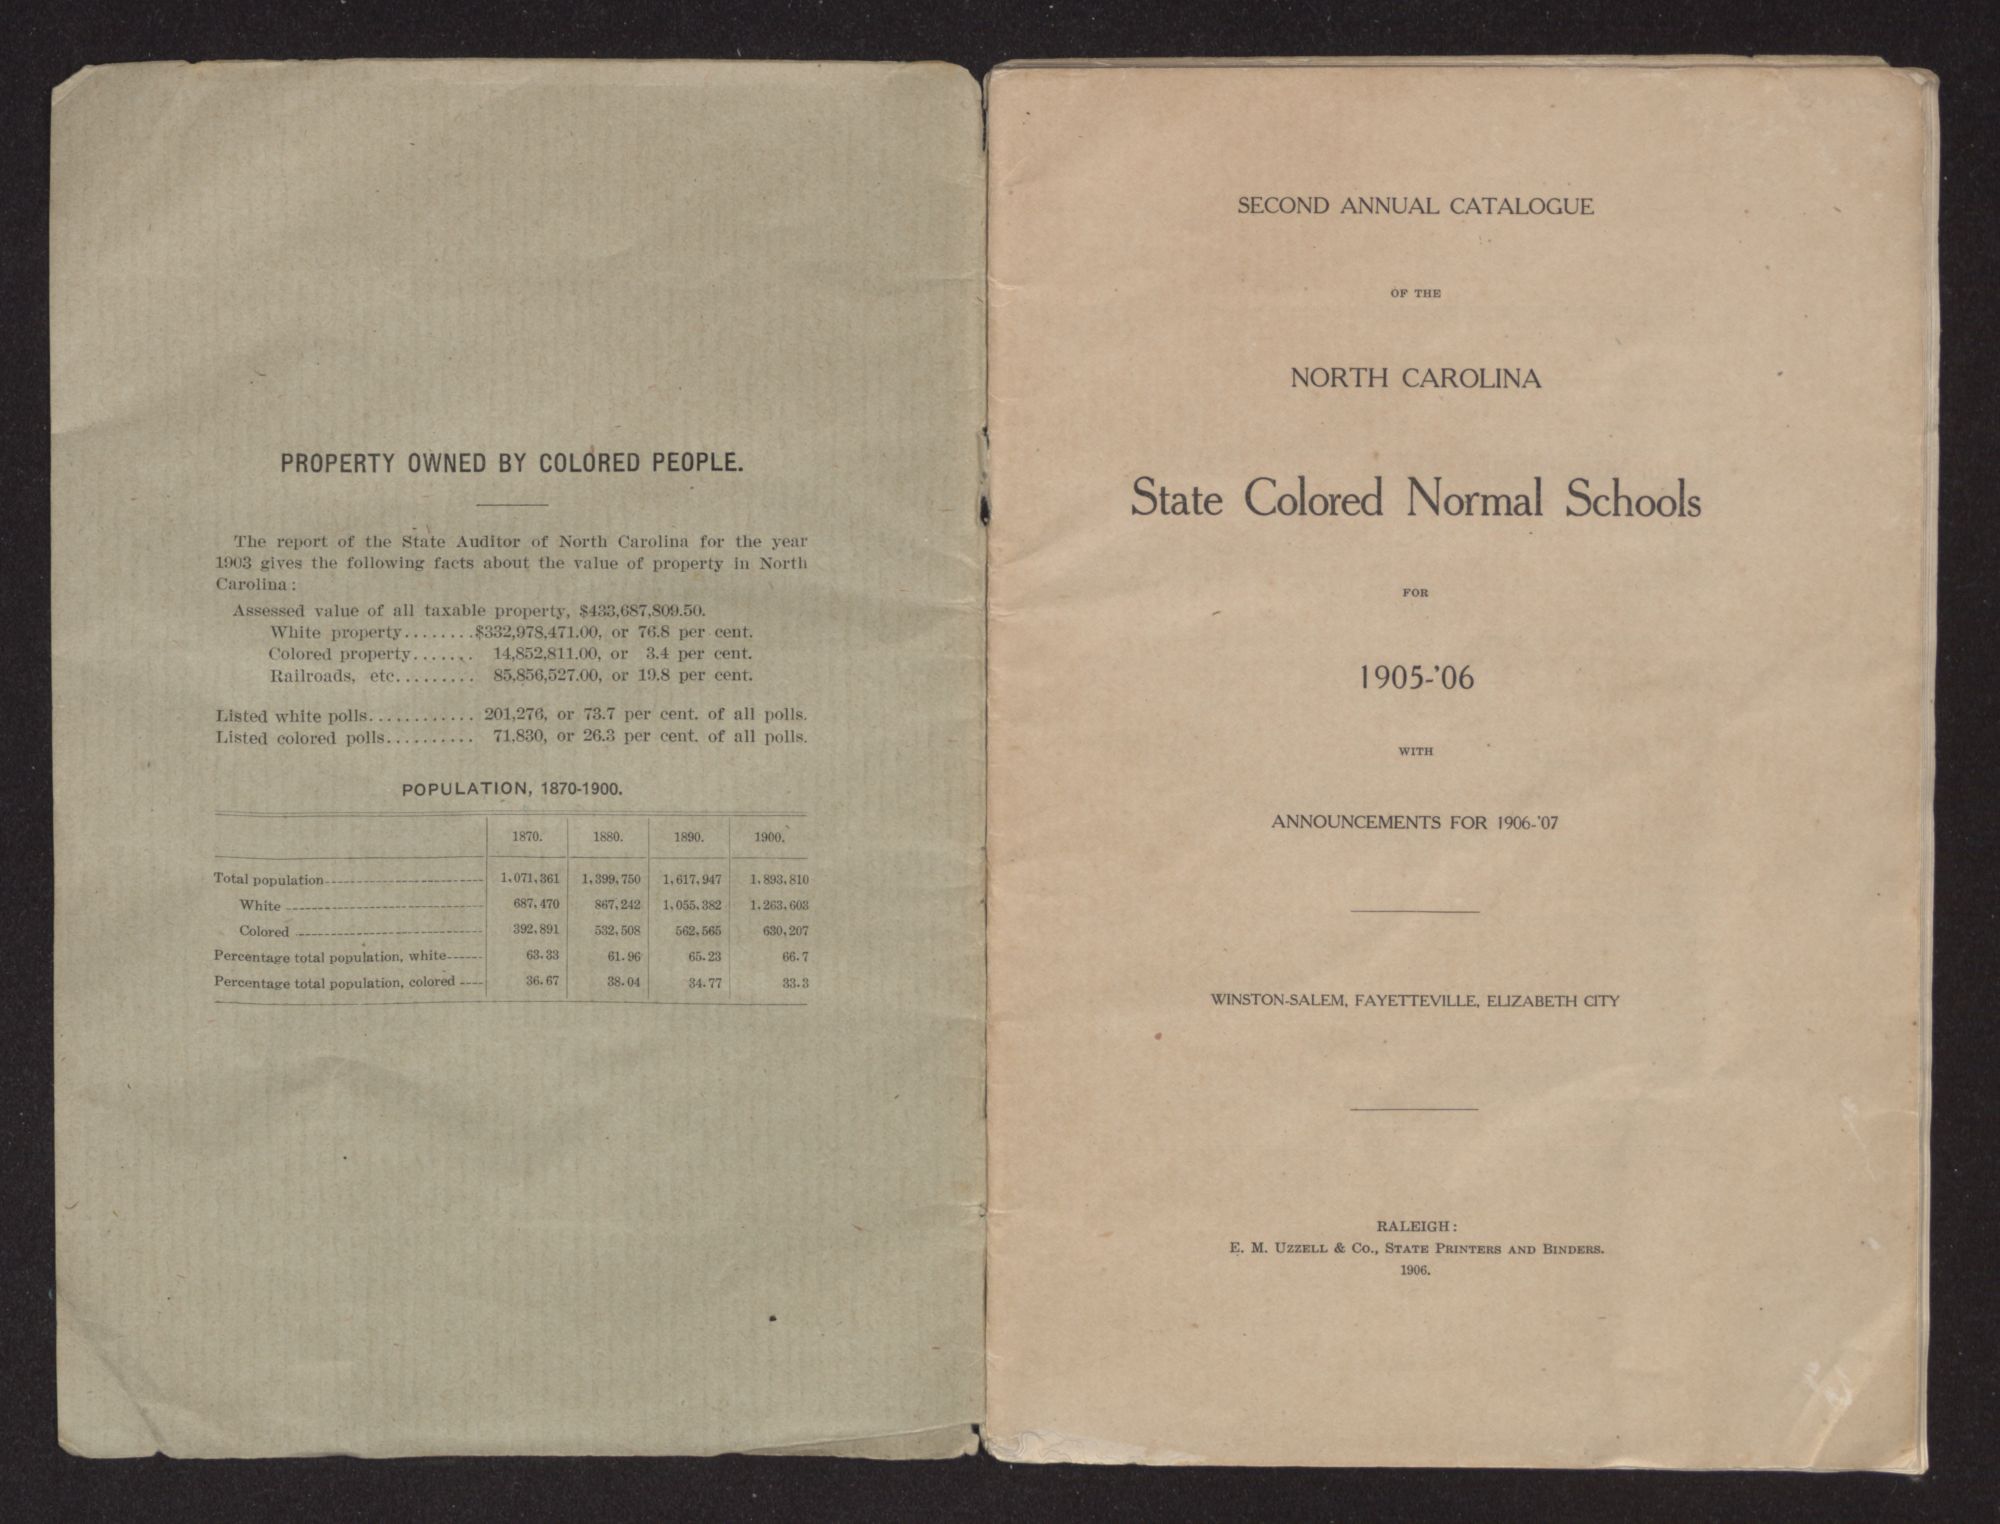 PROPERTY OWNED BY COLORED PEOPLE.
The report of the State Auditor of North Carolina for the year
1903 gives the following facts about the value of property in North
Carolina:
Assessed value of all taxable property, $433,687,809.50.
White property........$332,978,471.00, or 76.8 per cent.
Colored property....... 14,852,811.00, or 3.4 per cent.
Railroads, etc......... 85,856,527.00, or 19.8 per cent.
Listed white polls............ 201,276, or 73.7 per cent. of all polls.
Listed colored polls.......... 71,830, or 26.3 per cent. of all polls.
POPULATION, 1870-1900.
1870. 1880. 1890. 1900.
Total population 1,071,361 1,399,750 1,617,947 1,893,810
White 687,470 867,242 1,055,382 1,263,603
Colored 392,891 532,508 562,565 630,207
Percentage total population, white 63.33 61.96 65.23 66.7
Percentage total population, colored 36.67 38.04 34.77 33.3
SECOND ANNUAL CATALOGUE
OF THE
NORTH CAROLINA
State Colored Normal Schools
FOR
1905-'06
WITH
ANNOUNCEMENTS FOR 1906-'07
WINSTON-SALEM, FAYETTEVILLE, ELIZABETH CITY
RALEIGH:
E. M. UZZELL & CO., STATE PRINTERS AND BINDERS.
1906.